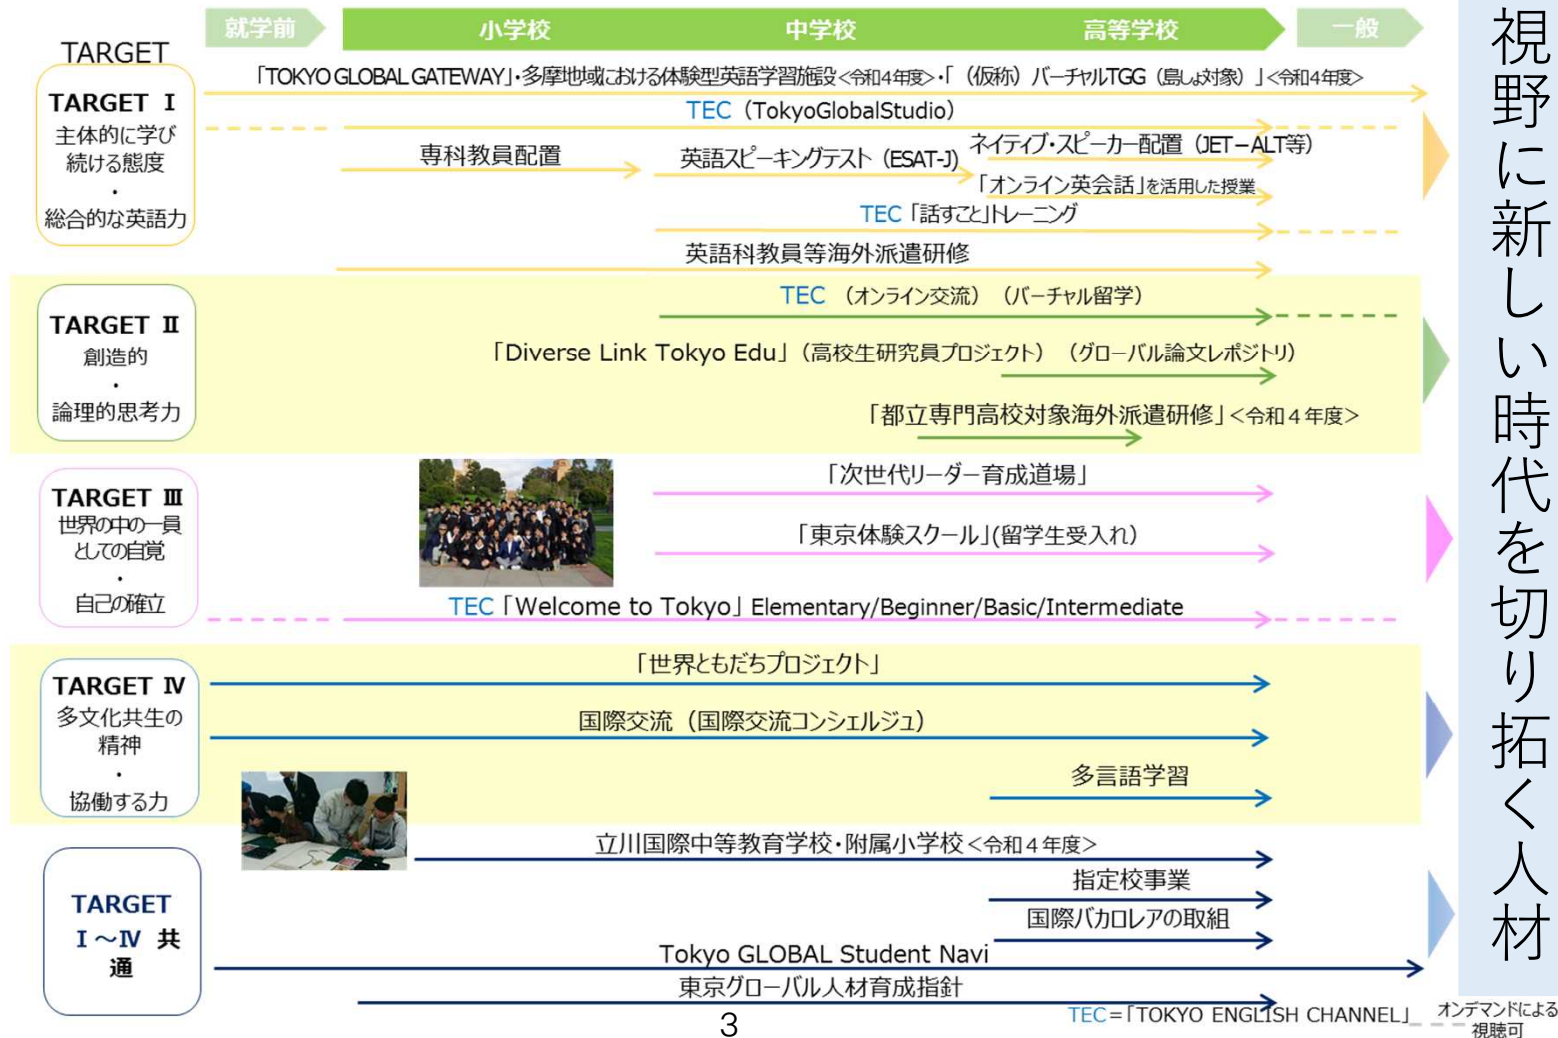 就学前
小学校
中学校
高等学校
一般
TARGET
「TOKYO GLOBAL GATEWAY」・多摩地域における体験型英語学習施設<令和4年度>・「（仮称）バーチャルTGG（島しょ対象）」<令和4年度>
TARGET Ⅰ
主体的に学び
続ける態度
・
総合的な英語力
TEC（TokyoGlobalStudio）
専科教員配置
英語スピーキングテスト（ESAT-J)
ネイティブ・スピーカー配置（JET－ALT等）
「オンライン英会話」を活用した授業
TEC「話すこと」トレーニング
英語科教員等海外派遣研修
TARGET Ⅱ
創造的
・
論理的思考力
TEC （オンライン交流）（バーチャル留学）
「Diverse Link Tokyo Edu」（高校生研究員プロジェクト）（グローバル論文レポジトリ）
「都立専門高校対象海外派遣研修」<令和４年度>
TARGET Ⅲ
世界の中の一員
としての自覚
・
自己の確立
「次世代リーダー育成道場」
「東京体験スクール」(留学生受入れ）
TEC「Welcome to Tokyo」Elementary/Beginner/Basic/Intermediate
TARGET Ⅳ
多文化共生の
精神
・
協働する力
「世界ともだちプロジェクト」
国際交流（国際交流コンシェルジュ）
多言語学習
TARGET
Ⅰ～Ⅳ 共
通
立川国際中等教育学校・附属小学校<令和４年度>
指定校事業
国際バカロレアの取組
Tokyo GLOBAL Student Navi
東京グローバル人材育成指針
TEC=「TOKYO ENGLISH CHANNEL」
オンデマンドによる
視聴可
3
視野に新しい時代を切り拓く人材